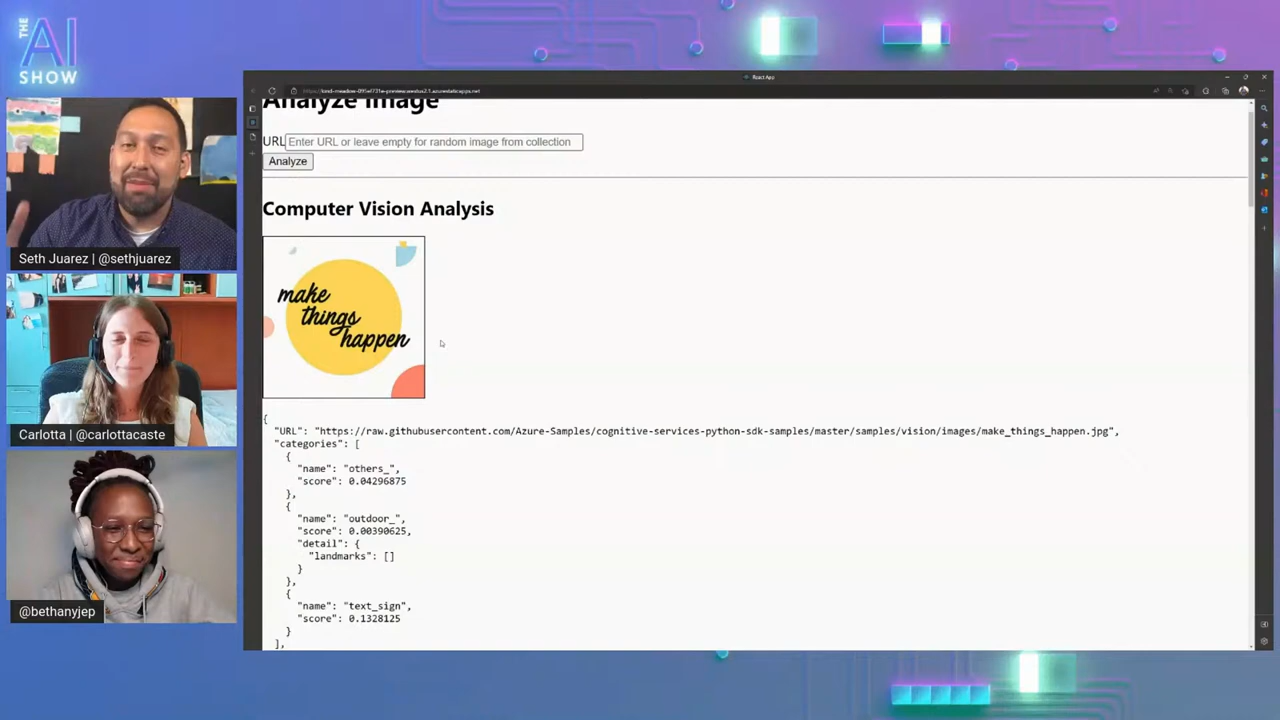 THE
AI
SHOW
Seth Juarez | @sethjuarez
Carlotta | @carlottacaste
@bethanyjep
React App
Analyze Image
URL Enter URL or leave empty for random image from collection
Analyze
Computer Vision Analysis
make
things
happen
{
"URL": "https://raw.githubusercontent.com/Azure-Samples/cognitive-services-python-sdk-samples/master/samples/vision/images/make_things_happen.jpg",
"categories": [
{
"name": "others_",
"score": 0.04296875
},
{
"name": "outdoor_",
"score": 0.00390625,
"detail": {
"landmarks": []
}
},
{
"name": "text_sign",
"score": 0.1328125
}
],